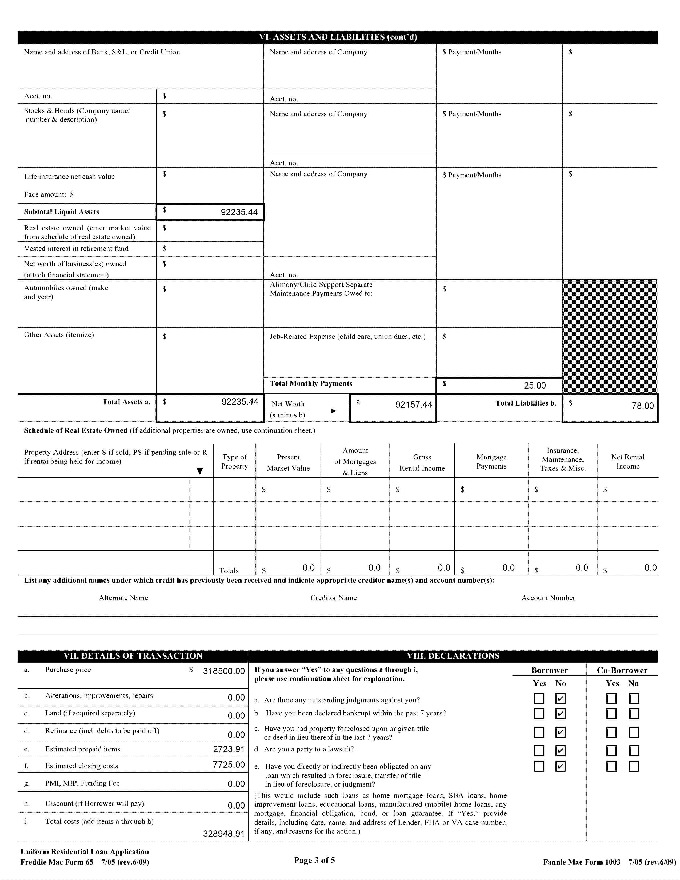 VI. ASSETS AND LIABILITIES (cont'd)
Name and address of Bank, S&L, or Credit Union
Name and address of Company
$ Payment/Months
$
Acct. no.
$
Acct. no.
Stocks & Bonds (Company name/
number & description)
$
Name and address of Company
$ Payment/Months
$
Acct. no.
Life insurance net cash value
Face amount: $
$
Name and address of Company
$ Payment/Months
$
Subtotal Liquid Assets
$ 92235.44
Real estate owned (enter market value
from schedule of real estate owned)
$
Vested interest in retirement fund
$
Net worth of business(es) owned
(attach financial statement)
$
Acct. no.
Automobiles owned (make
and year)
$
Alimony/Child Support/Separate
Maintenance Payments Owed to:
$
Other Assets (itemize)
$
Job-Related Expense (child care, union dues, etc.)
$
Total Monthly Payments
$ 25.00
Total Assets a.
$ 92235.44
Net Worth
(a minus b)
$ 92157.44
Total Liabilities b.
$ 78.00
Schedule of Real Estate Owned (If additional properties are owned, use continuation sheet.)
Property Address (enter S if sold, PS if pending sale or R
if rental being held for income)
Type of
Property
Present
Market Value
Amount
of Mortgages
& Liens
Gross
Rental Income
Mortgage
Payments
Insurance,
Maintenance,
Taxes & Misc.
Net Rental
Income
$ $ $ $ $ $
Totals $ 0.0 $ 0.0 $ 0.0 $ 0.0 $ 0.0 $ 0.0
List any additional names under which credit has previously been received and indicate appropriate creditor name(s) and account number(s):
Alternate Name Creditor Name Account Number
VII. DETAILS OF TRANSACTION
a. Purchase price $ 318500.00
b. Alterations, improvements, repairs 0.00
c. Land (if acquired separately) 0.00
d. Refinance (incl. debts to be paid off) 0.00
e. Estimated prepaid items 2723.91
f. Estimated closing costs 7725.00
g. PMI, MIP, Funding Fee 0.00
h. Discount (if Borrower will pay) 0.00
i. Total costs (add items a through h) 328948.91
VIII. DECLARATIONS
If you answer "Yes" to any questions a through i,
please use continuation sheet for explanation.
Borrower Co-Borrower
Yes No Yes No
a. Are there any outstanding judgments against you?
b. Have you been declared bankrupt within the past 7 years?
c. Have you had property foreclosed upon or given title
or deed in lieu thereof in the last 7 years?
d. Are you a party to a lawsuit?
e. Have you directly or indirectly been obligated on any
loan which resulted in foreclosure, transfer of title
in lieu of foreclosure, or judgment?
(This would include such loans as home mortgage loans, SBA loans, home
improvement loans, educational loans, manufactured (mobile) home loans, any
mortgage, financial obligation, bond, or loan guarantee. If "Yes," provide
details, including date, name, and address of Lender, FHA or VA case number,
if any, and reasons for the action.)
Uniform Residential Loan Application
Freddie Mac Form 65 7/05 (rev.6/09)
Page 3 of 5
Fannie Mae Form 1003 7/05 (rev.6/09)